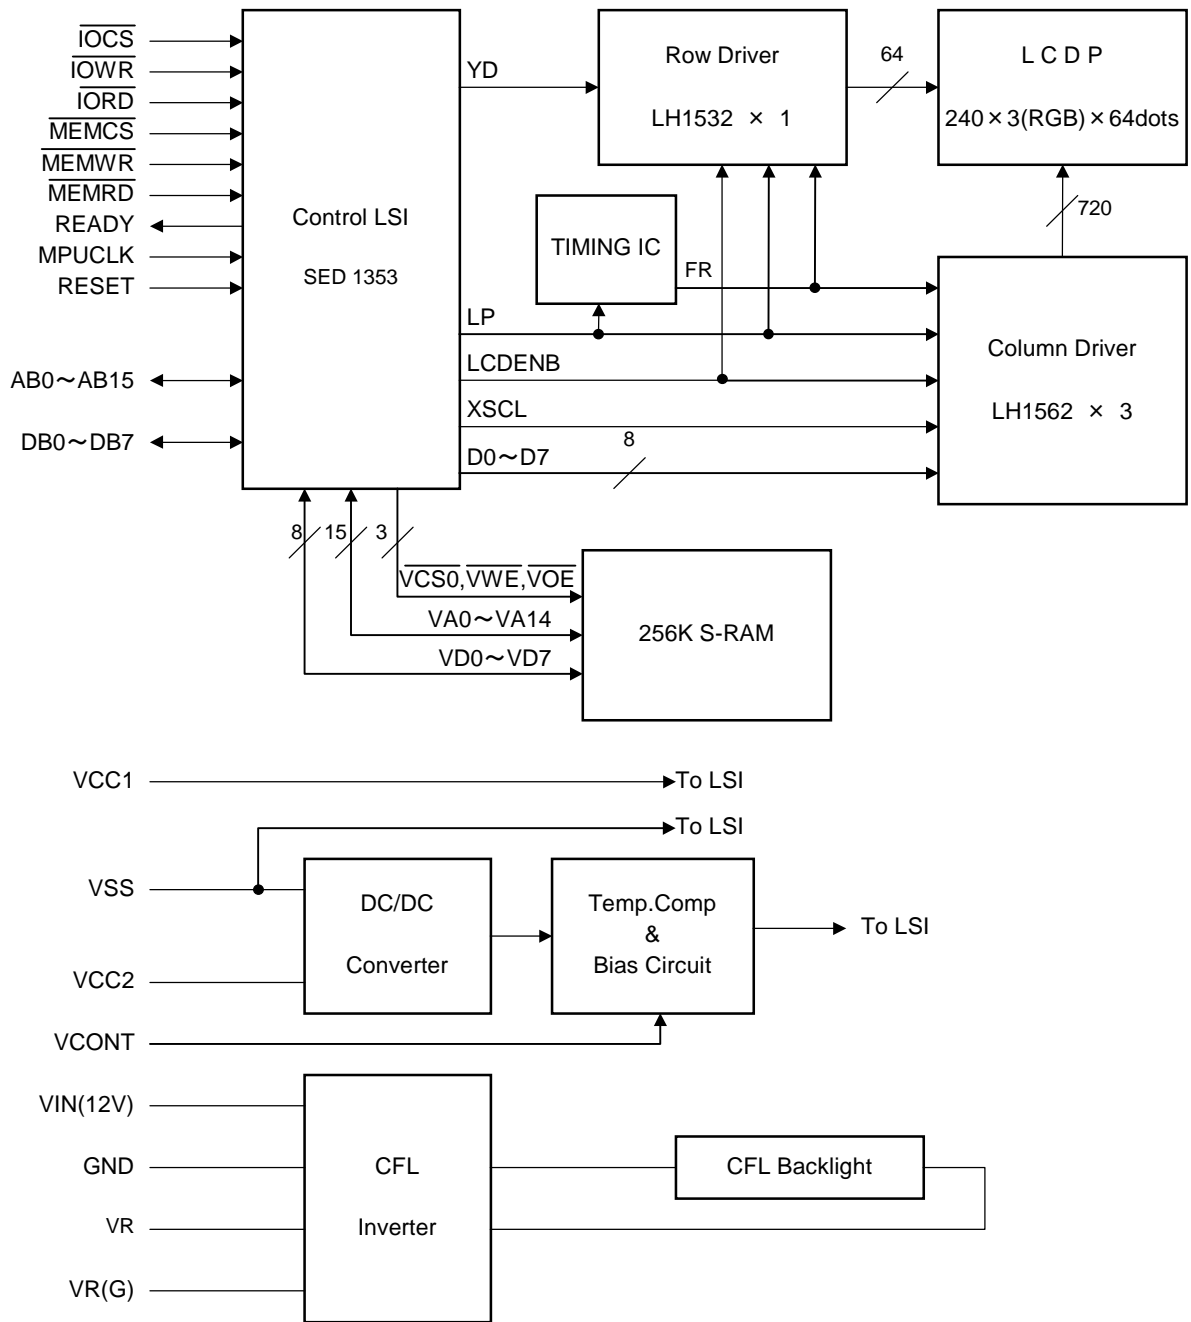 IOCS
IOWR
IORD
MEMCS
MEMWR
MEMRD
READY
MPUCLK
RESET
AB0～AB15
DB0～DB7
Control LSI
SED 1353
YD
LP
LCDENB
XSCL
D0～D7
8
Row Driver
LH1532 × 1
64
L C D P
240×3(RGB)×64dots
720
TIMING IC
FR
Column Driver
LH1562 × 3
8
15
3
VCS0,VWE,VOE
VA0～VA14
VD0～VD7
256K S-RAM
VCC1
To LSI
To LSI
VSS
VCC2
DC/DC
Converter
Temp.Comp
&
Bias Circuit
To LSI
VCONT
VIN(12V)
GND
VR
VR(G)
CFL
Inverter
CFL Backlight